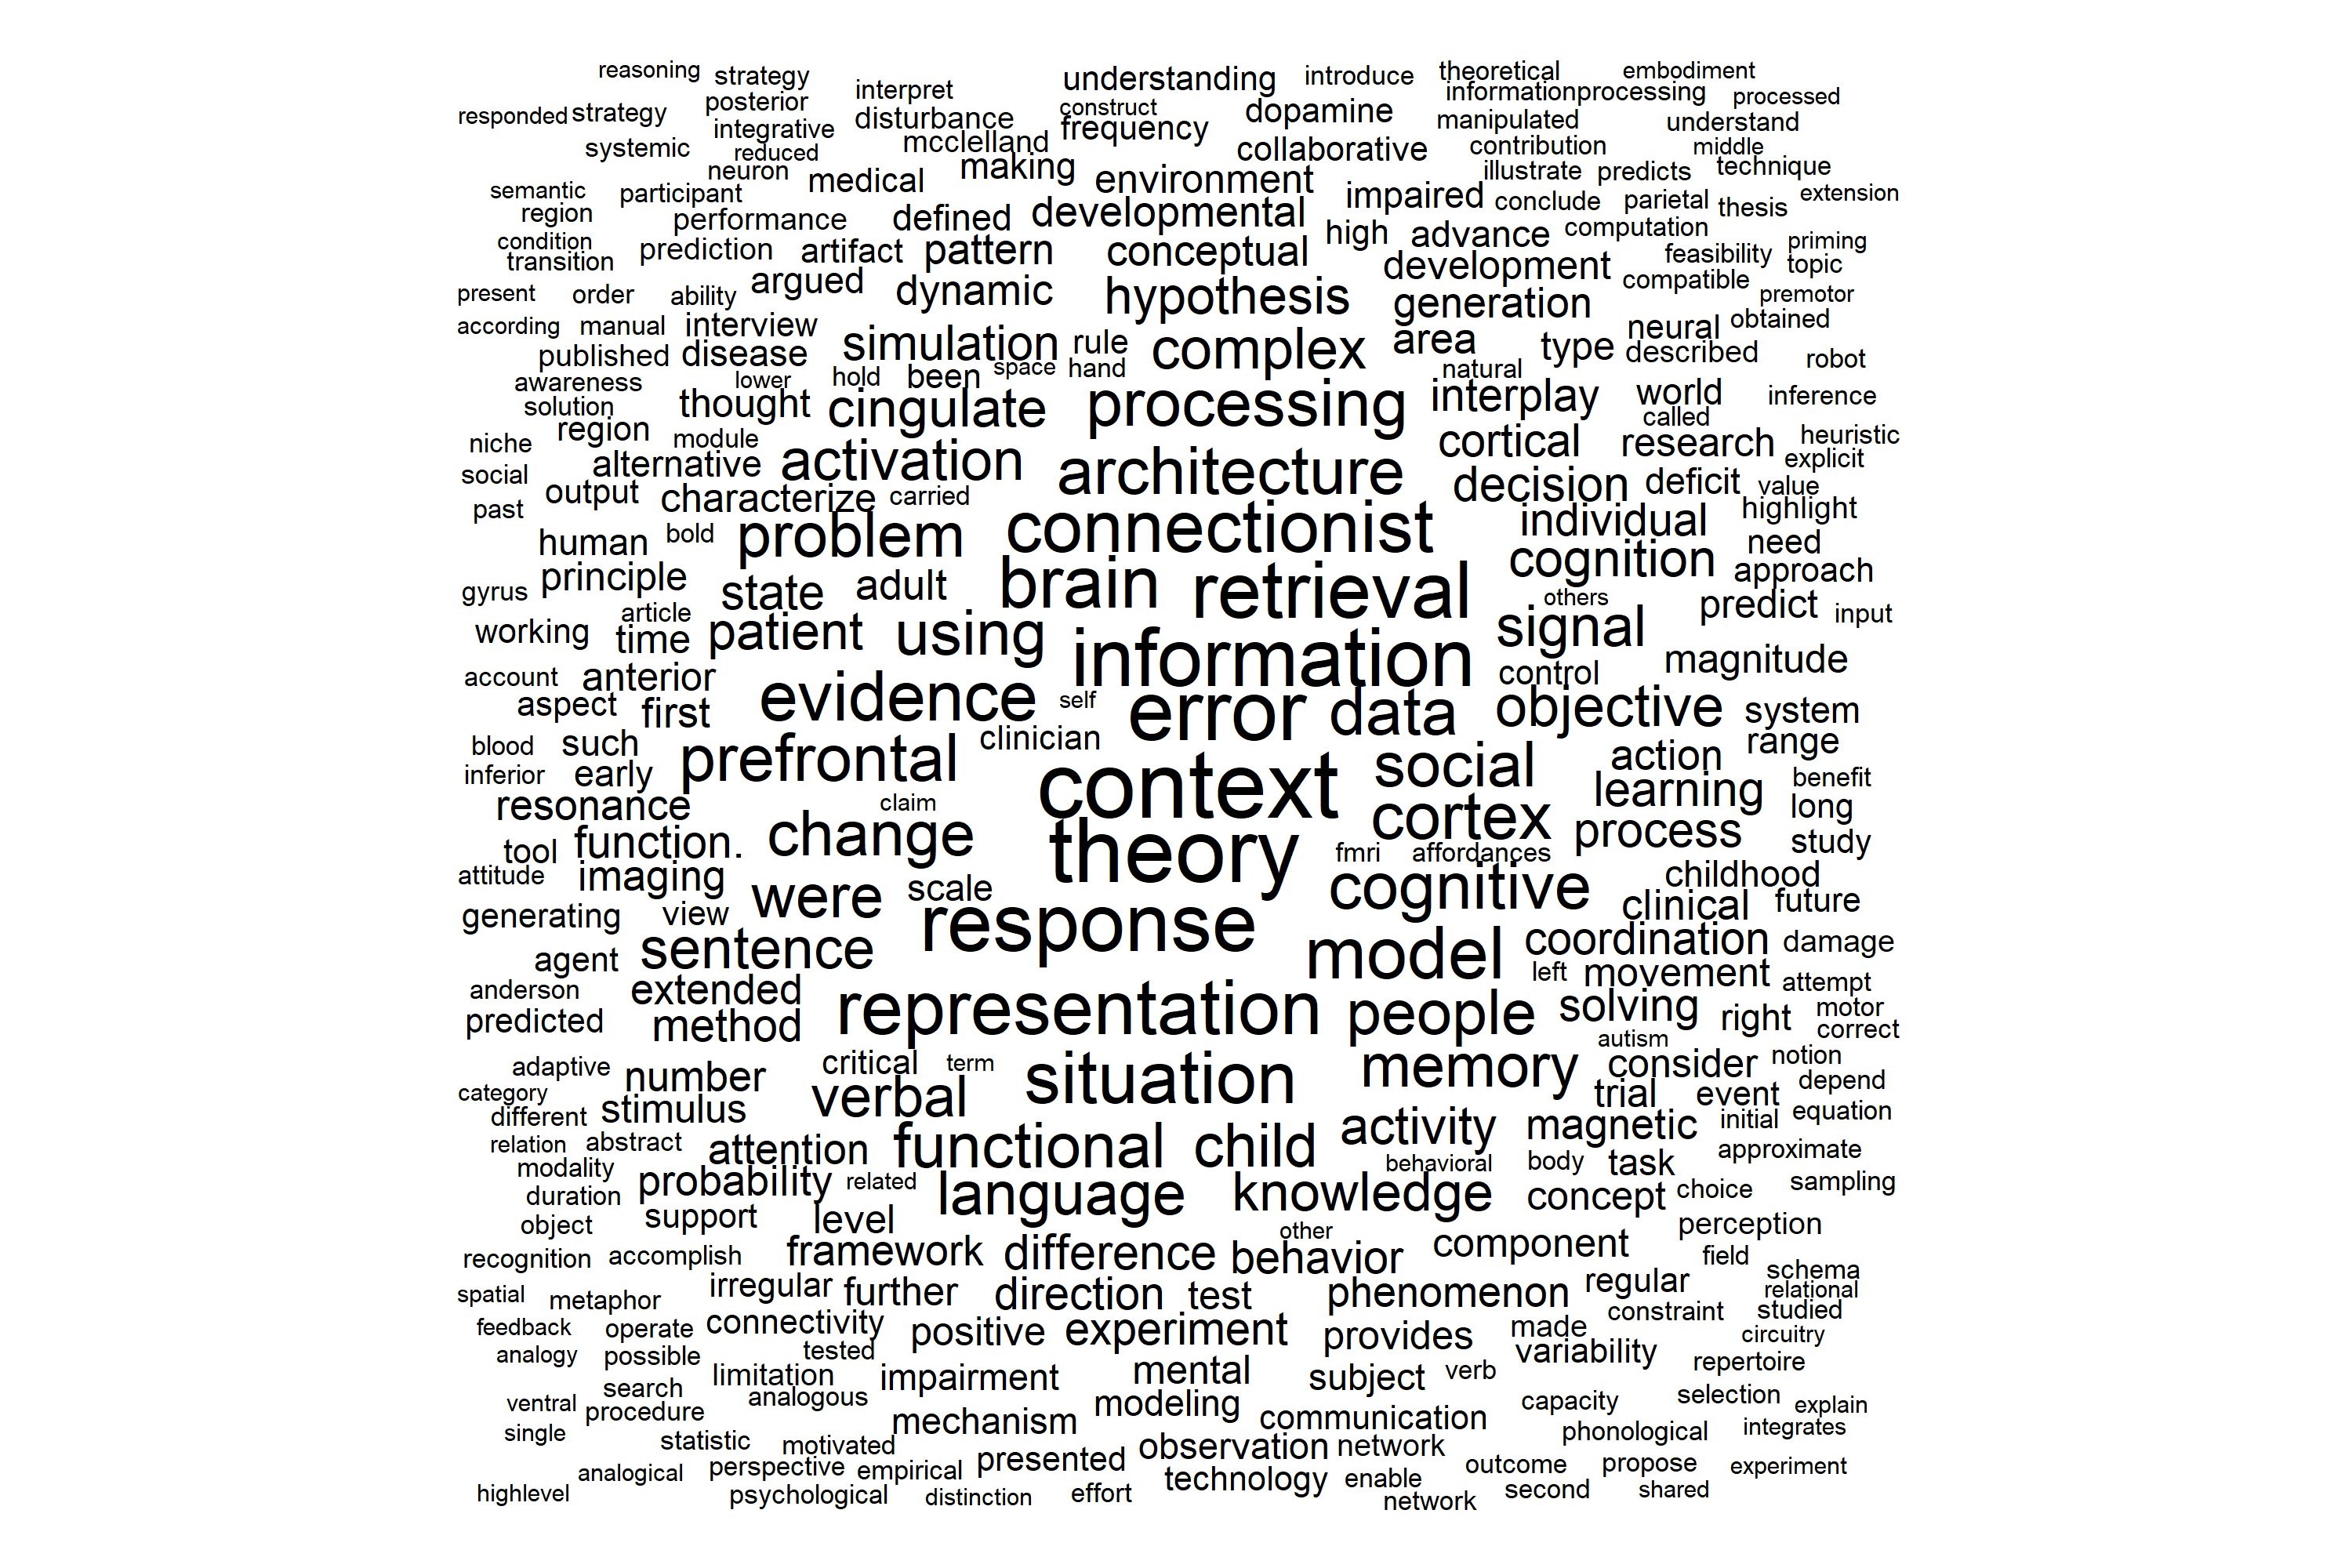 reasoning strategy understanding introduce theoretical embodiment
interpret informationprocessing processed
responded strategy posterior disturbance construct dopamine manipulated understand
integrative mcclelland frequency collaborative contribution middle
systemic reduced making illustrate predicts technique
neuron medical environment
semantic participant impaired conclude parietal thesis extension
region performance defined developmental high advance computation
condition prediction artifact pattern conceptual feasibility priming
transition argued development compatible topic
present order ability dynamic hypothesis generation premotor
according manual interview neural obtained
published disease simulation rule complex area type described robot
awareness lower hold been space hand natural
solution thought cingulate processing interplay world inference
niche region module called
alternative activation cortical research heuristic
social architecture explicit
past output characterize carried decision deficit value
human bold problem connectionist individual highlight
need
gyrus principle state adult brain retrieval cognition approach
article others predict input
working time patient using signal
account anterior information control magnitude
aspect first evidence self error data objective system
blood such clinician range
inferior early prefrontal context social action benefit
resonance claim learning long
tool function. change theory cortex process study
attitude imaging fmri affordances childhood
generating view were scale cognitive clinical future
response
agent sentence model coordination damage
anderson extended left movement attempt
predicted method representation people solving right motor
correct
adaptive critical term autism consider notion
category number verbal situation memory trial event depend
different stimulus initial equation
relation abstract attention functional child activity magnetic approximate
modality behavioral body task
duration probability related language knowledge concept choice sampling
object support level perception
recognition accomplish framework difference other behavior component field
spatial metaphor irregular further direction test phenomenon regular schema
relational
feedback operate connectivity positive experiment provides made constraint studied
analogy possible tested variability circuitry
limitation impairment mental subject verb repertoire
ventral search analogous modeling capacity selection explain
single procedure mechanism communication phonological integrates
statistic motivated observation network
analogical perspective empirical presented technology enable outcome propose experiment
highlevel psychological distinction effort network second shared